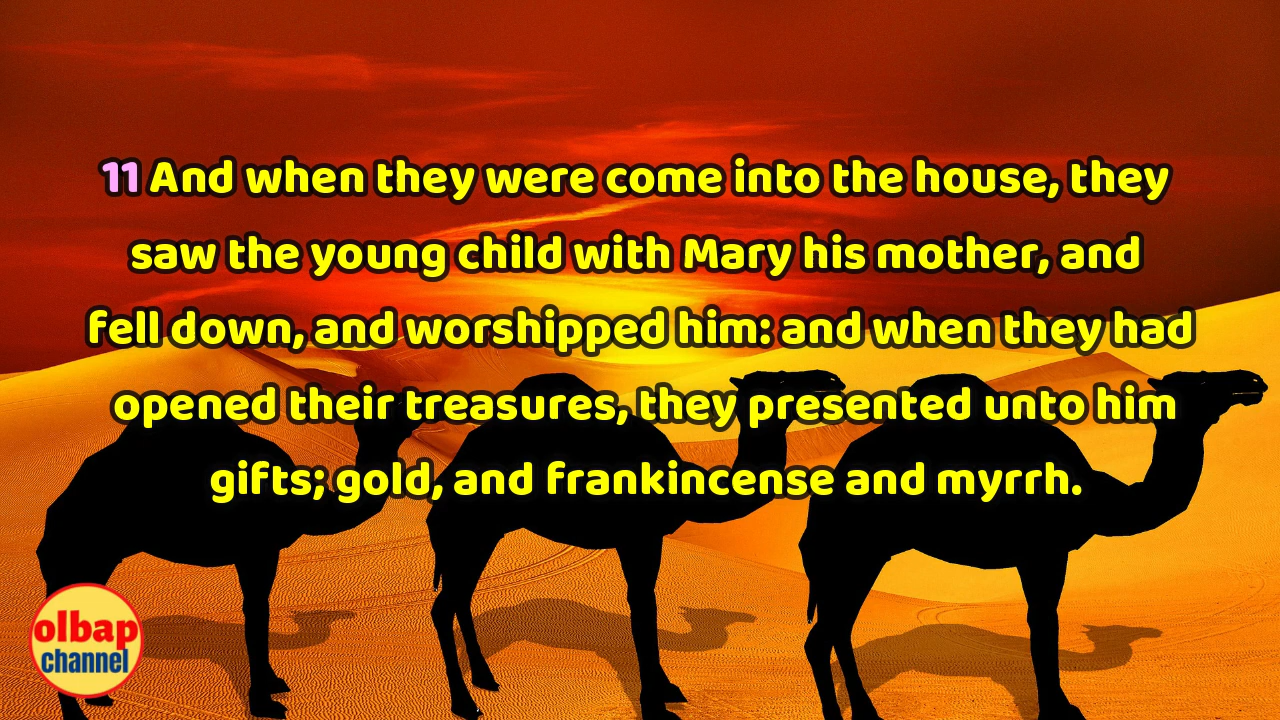 11 And when they were come into the house, they
saw the young child with Mary his mother, and
fell down, and worshipped him: and when they had
opened their treasures, they presented unto him
gifts; gold, and frankincense and myrrh.
olbap
channel